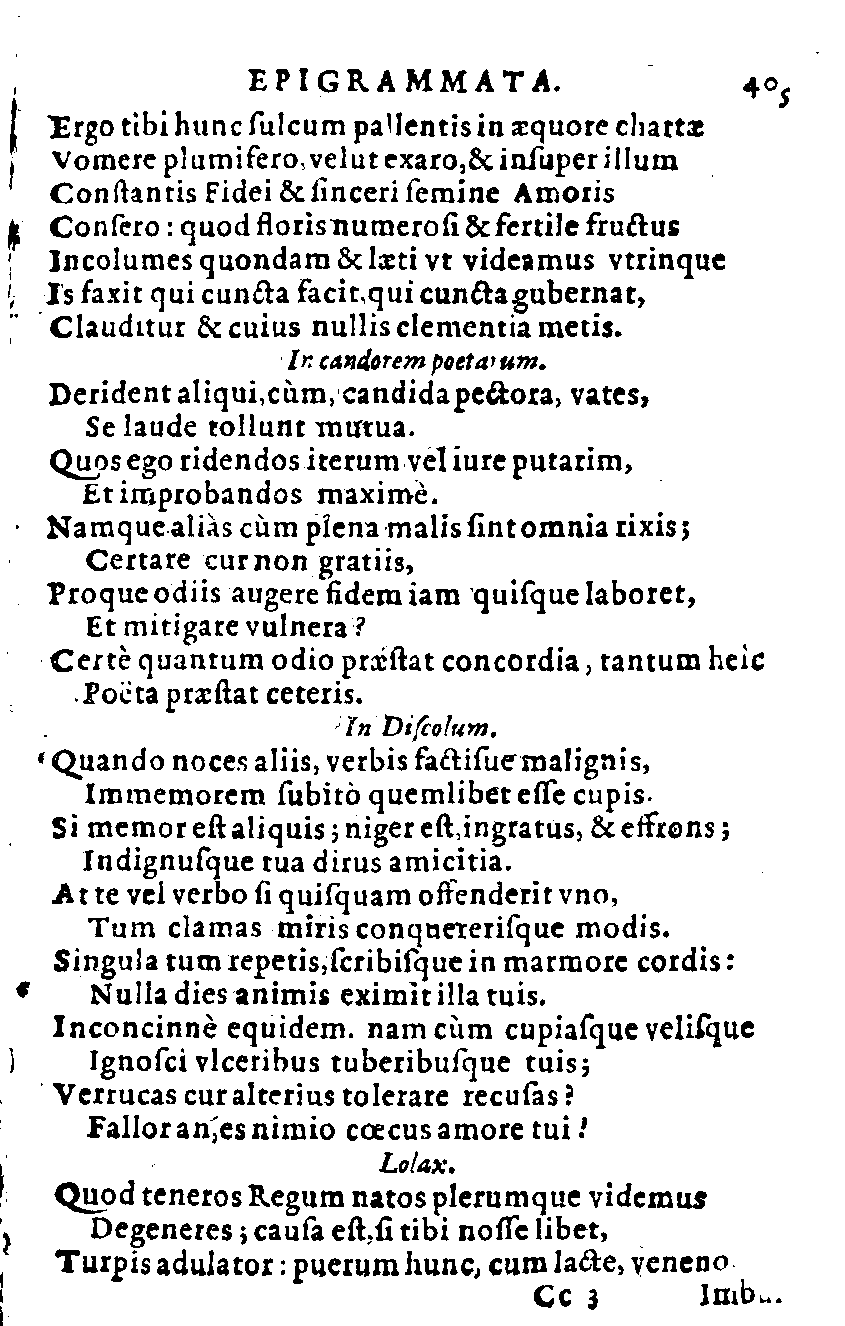 EPIGRAMMATA. 405
Ergo tibi hunc ſulcum pallentis in æquore chartæ
Vomere plumifero, velut exaro, & inſuper illum
Conſtantis Fidei & ſinceri ſemine Amoris
Conſero: quod floris numeroſi & fertile fructus
Incolumes quondam & læti vt videamus vtrinque
Is faxit qui cuncta facit, qui cuncta gubernat,
Clauditur & cuius nullis clementia metis.
In candorem poetarum.
Derident aliqui, cùm, candida pectora, vates,
Se laude tollunt mutua.
Quos ego ridendos iterum vel iure putarim,
Et improbandos maximè.
Namque aliàs cùm plena malis ſint omnia rixis;
Certare cur non gratiis,
Proque odiis augere fidem iam quiſque laboret,
Et mitigare vulnera?
Certè quantum odio præſtat concordia, tantum heic
Poëta præſtat ceteris.
In Diſcolum.
Quando noces aliis, verbis factiſue malignis,
Immemorem ſubitò quemlibet eſſe cupis.
Si memor eſt aliquis; niger eſt, ingratus, & effrons;
Indignuſque tua dirus amicitia.
At te vel verbo ſi quiſquam offenderit vno,
Tum clamas miris conquereriſque modis.
Singula tum repetis, ſcribiſque in marmore cordis:
Nulla dies animis eximit illa tuis.
Inconcinnè equidem. nam cùm cupiaſque veliſque
Ignoſci vlceribus tuberibuſque tuis;
Verrucas cur alterius tolerare recuſas?
Fallor an, es nimio cœcus amore tui!
Lolax.
Quod teneros Regum natos plerumque videmus
Degeneres; cauſa eſt, ſi tibi noſſe libet,
Turpis adulator: puerum hunc, cum lacte, veneno
Cc 3